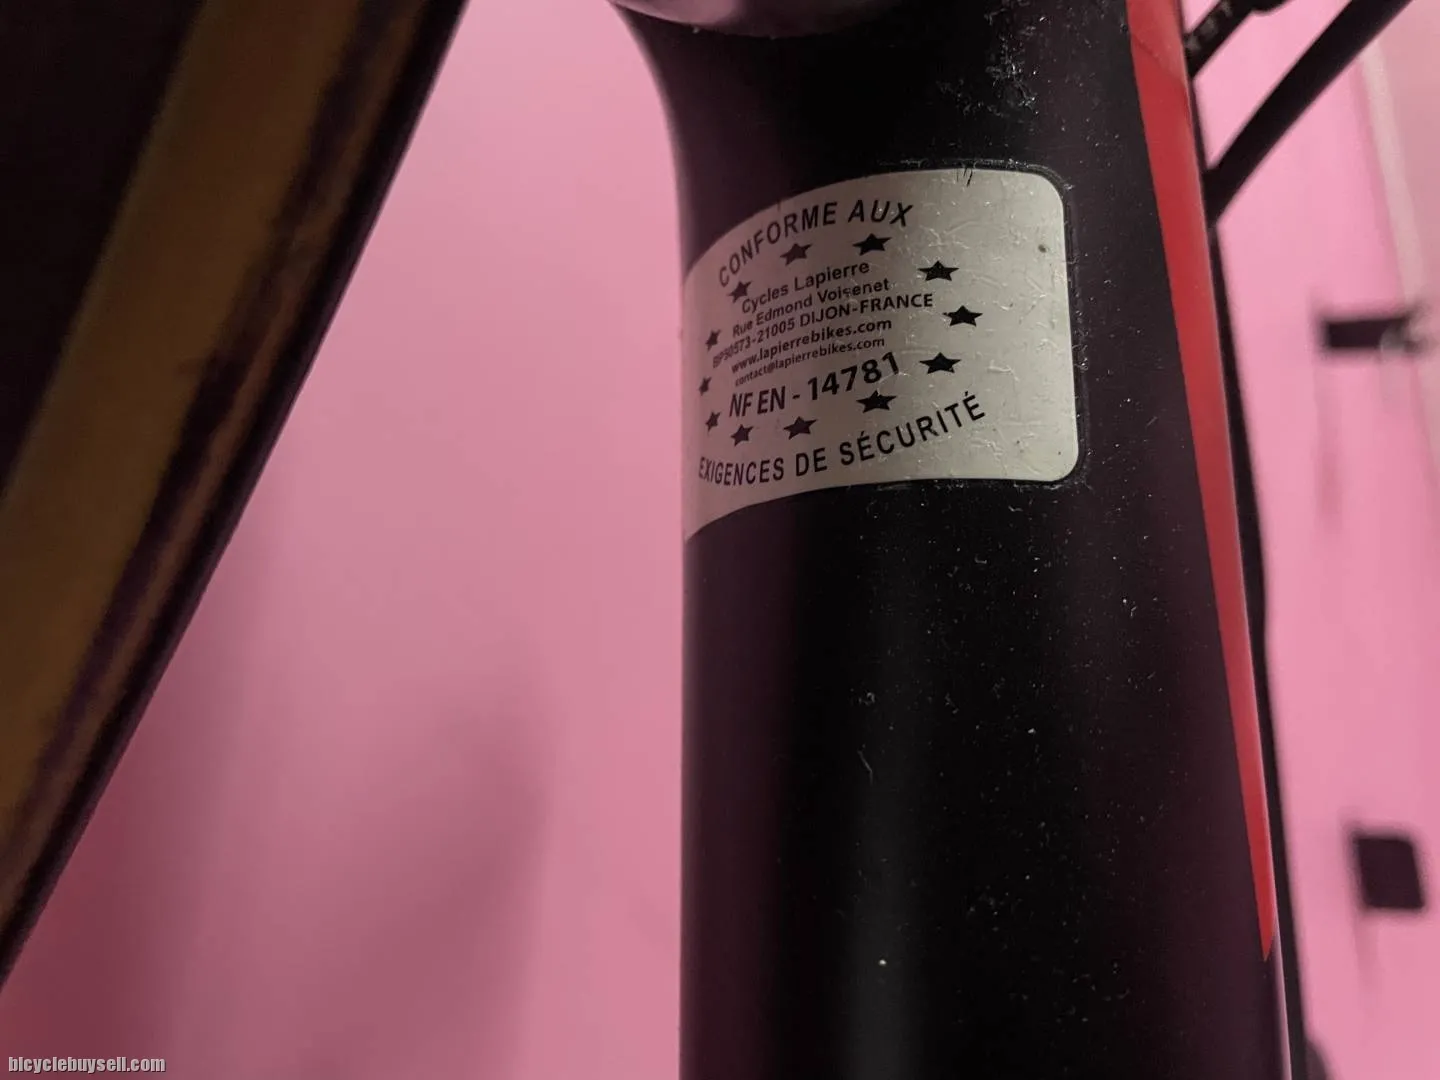 CONFORME AUX
Cycles Lapierre
Rue Edmond Voisenet
BP90573-21005 DIJON-FRANCE
www.lapierrebikes.com
contact@lapierrebikes.com
NF EN - 14781
EXIGENCES DE SÉCURITÉ
bicyclebuysell.com